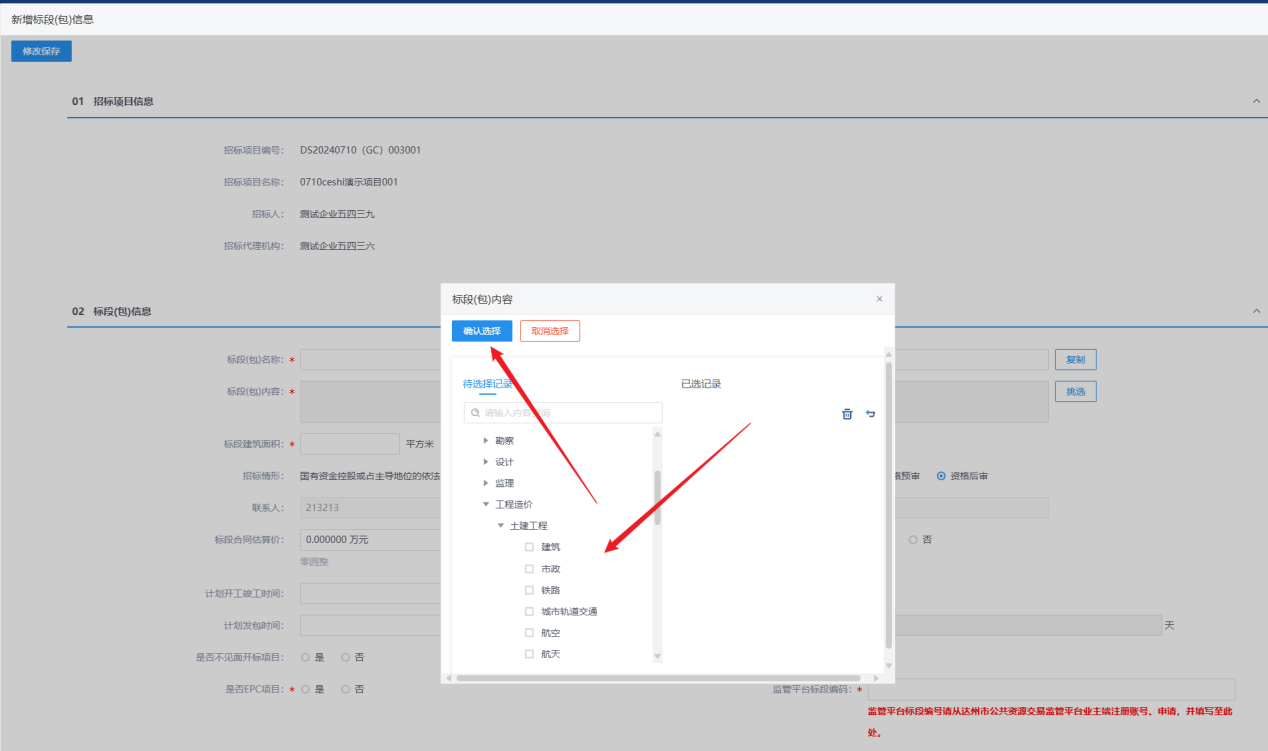 新增标段(包)信息
修改保存
01 招标项目信息
招标项目编号： DS20240710（GC）003001
招标项目名称： 0710ceshi演示项目001
招标人： 测试企业五四三九
招标代理机构： 测试企业五四三六
标段(包)内容 ×
02 标段(包)信息
确认选择 取消选择
标段(包)名称： * 复制
待选择记录 已选记录
标段(包)内容： * 挑选
请输入内容查询
标段建筑面积： * 平方米
勘察
设计
招标情形： 国有资金控股或占主导地位的依法 格预审 资格后审
监理
联系人： 213213
工程造价
土建工程
标段合同估算价： 0.000000 万元 否
建筑
零圆整
市政
计划开工竣工时间： 铁路
城市轨道交通
计划发包时间： 天
航空
是否不见面开标项目： 是 否
航天
是否EPC项目： * 是 否 监管平台标段编码： *
监管平台标段编号请从达州市公共资源交易监管平台业主端注册账号、申请，并填写至此
处。